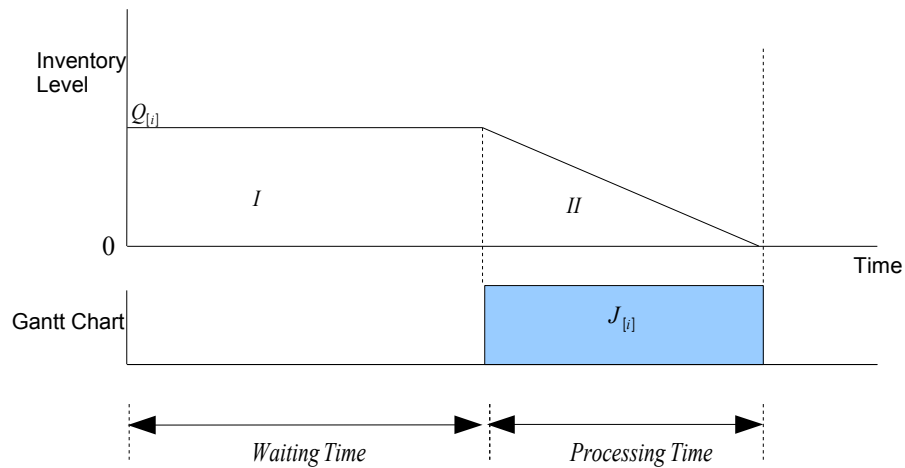 Inventory
Level
Q[i]
I
II
0
Time
Gantt Chart
J[i]
Waiting Time
Processing Time